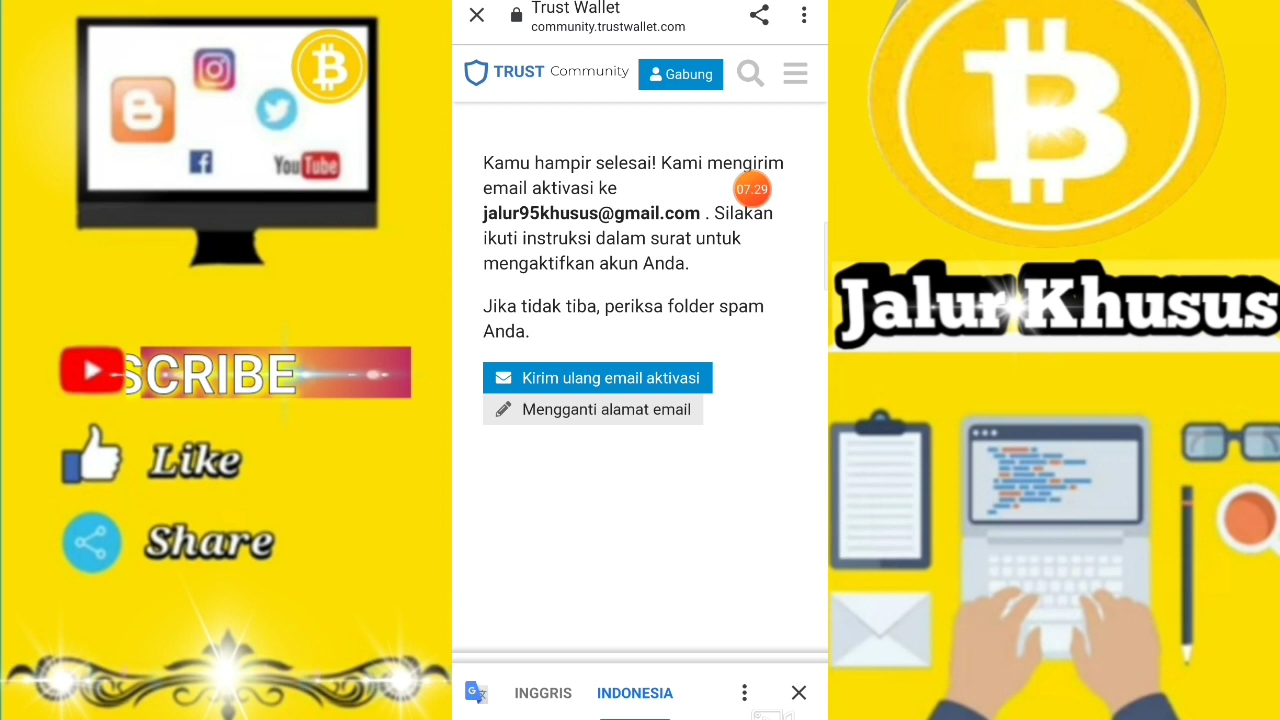 Trust Wallet
community.trustwallet.com
TRUST Community
Gabung
Kamu hampir selesai! Kami mengirim
email aktivasi ke
07:29
jalur95khusus@gmail.com . Silakan
ikuti instruksi dalam surat untuk
mengaktifkan akun Anda.
Jika tidak tiba, periksa folder spam
Anda.
Kirim ulang email aktivasi
Mengganti alamat email
INGGRIS
INDONESIA
YouTube
SCRIBE
Like
Share
Jalur Khusus